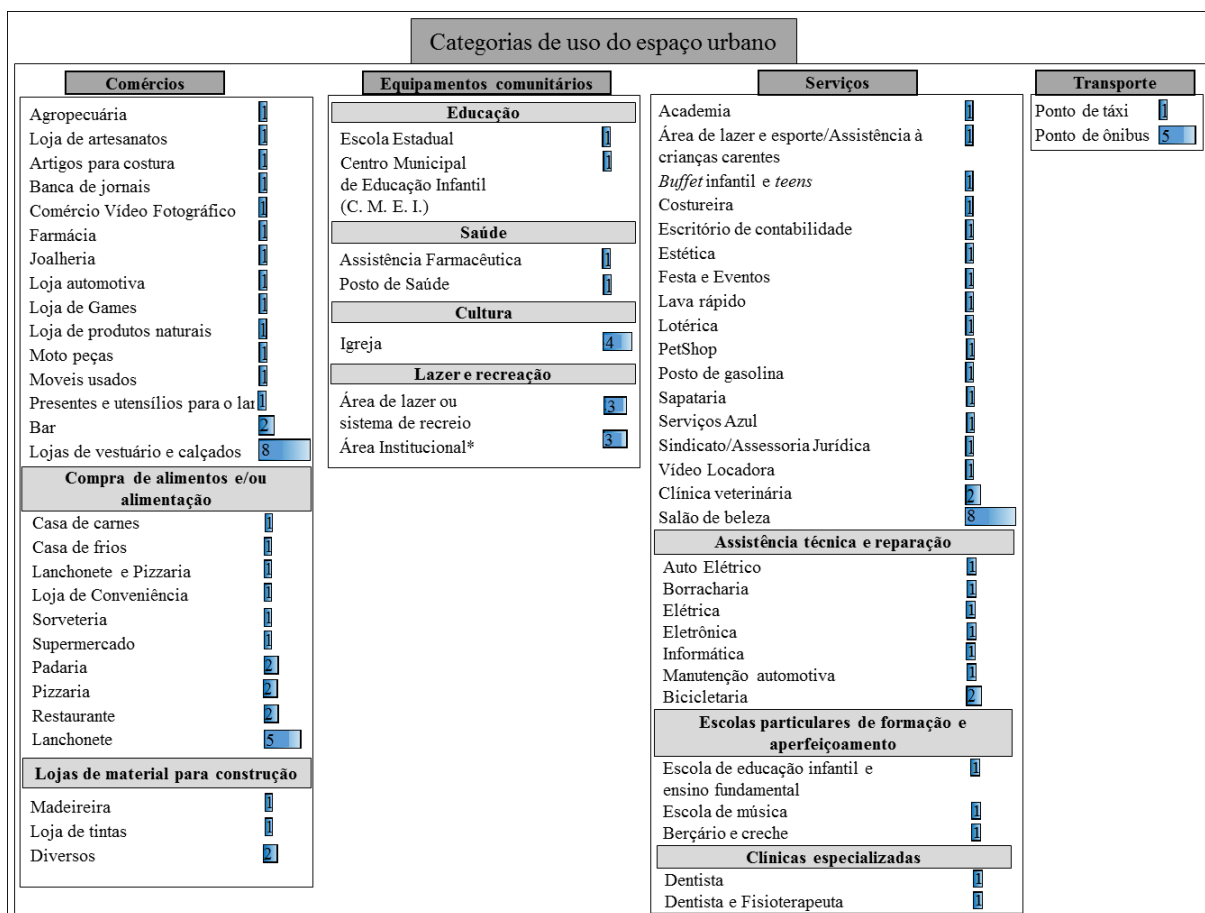 Categorias de uso do espaço urbano
Comércios
Agropecuária 1
Loja de artesanatos 1
Artigos para costura 1
Banca de jornais 1
Comércio Vídeo Fotográfico 1
Farmácia 1
Joalheria 1
Loja automotiva 1
Loja de Games 1
Loja de produtos naturais 1
Moto peças 1
Moveis usados 1
Presentes e utensílios para o lar 1
Bar 2
Lojas de vestuário e calçados 8
Compra de alimentos e/ou
alimentação
Casa de carnes 1
Casa de frios 1
Lanchonete e Pizzaria 1
Loja de Conveniência 1
Sorveteria 1
Supermercado 1
Padaria 2
Pizzaria 2
Restaurante 2
Lanchonete 5
Lojas de material para construção
Madeireira 1
Loja de tintas 1
Diversos 2
Equipamentos comunitários
Educação
Escola Estadual 1
Centro Municipal 1
de Educação Infantil
(C. M. E. I.)
Saúde
Assistência Farmacêutica 1
Posto de Saúde 1
Cultura
Igreja 4
Lazer e recreação
Área de lazer ou 3
sistema de recreio
Área Institucional* 3
Serviços
Academia 1
Área de lazer e esporte/Assistência à 1
crianças carentes
Buffet infantil e teens 1
Costureira 1
Escritório de contabilidade 1
Estética 1
Festa e Eventos 1
Lava rápido 1
Lotérica 1
PetShop 1
Posto de gasolina 1
Sapataria 1
Serviços Azul 1
Sindicato/Assessoria Jurídica 1
Vídeo Locadora 1
Clínica veterinária 2
Salão de beleza 8
Assistência técnica e reparação
Auto Elétrico 1
Borracharia 1
Elétrica 1
Eletrônica 1
Informática 1
Manutenção automotiva 1
Bicicletaria 2
Escolas particulares de formação e
aperfeiçoamento
Escola de educação infantil e 1
ensino fundamental
Escola de música 1
Berçário e creche 1
Clínicas especializadas
Dentista 1
Dentista e Fisioterapeuta 1
Transporte
Ponto de táxi 1
Ponto de ônibus 5